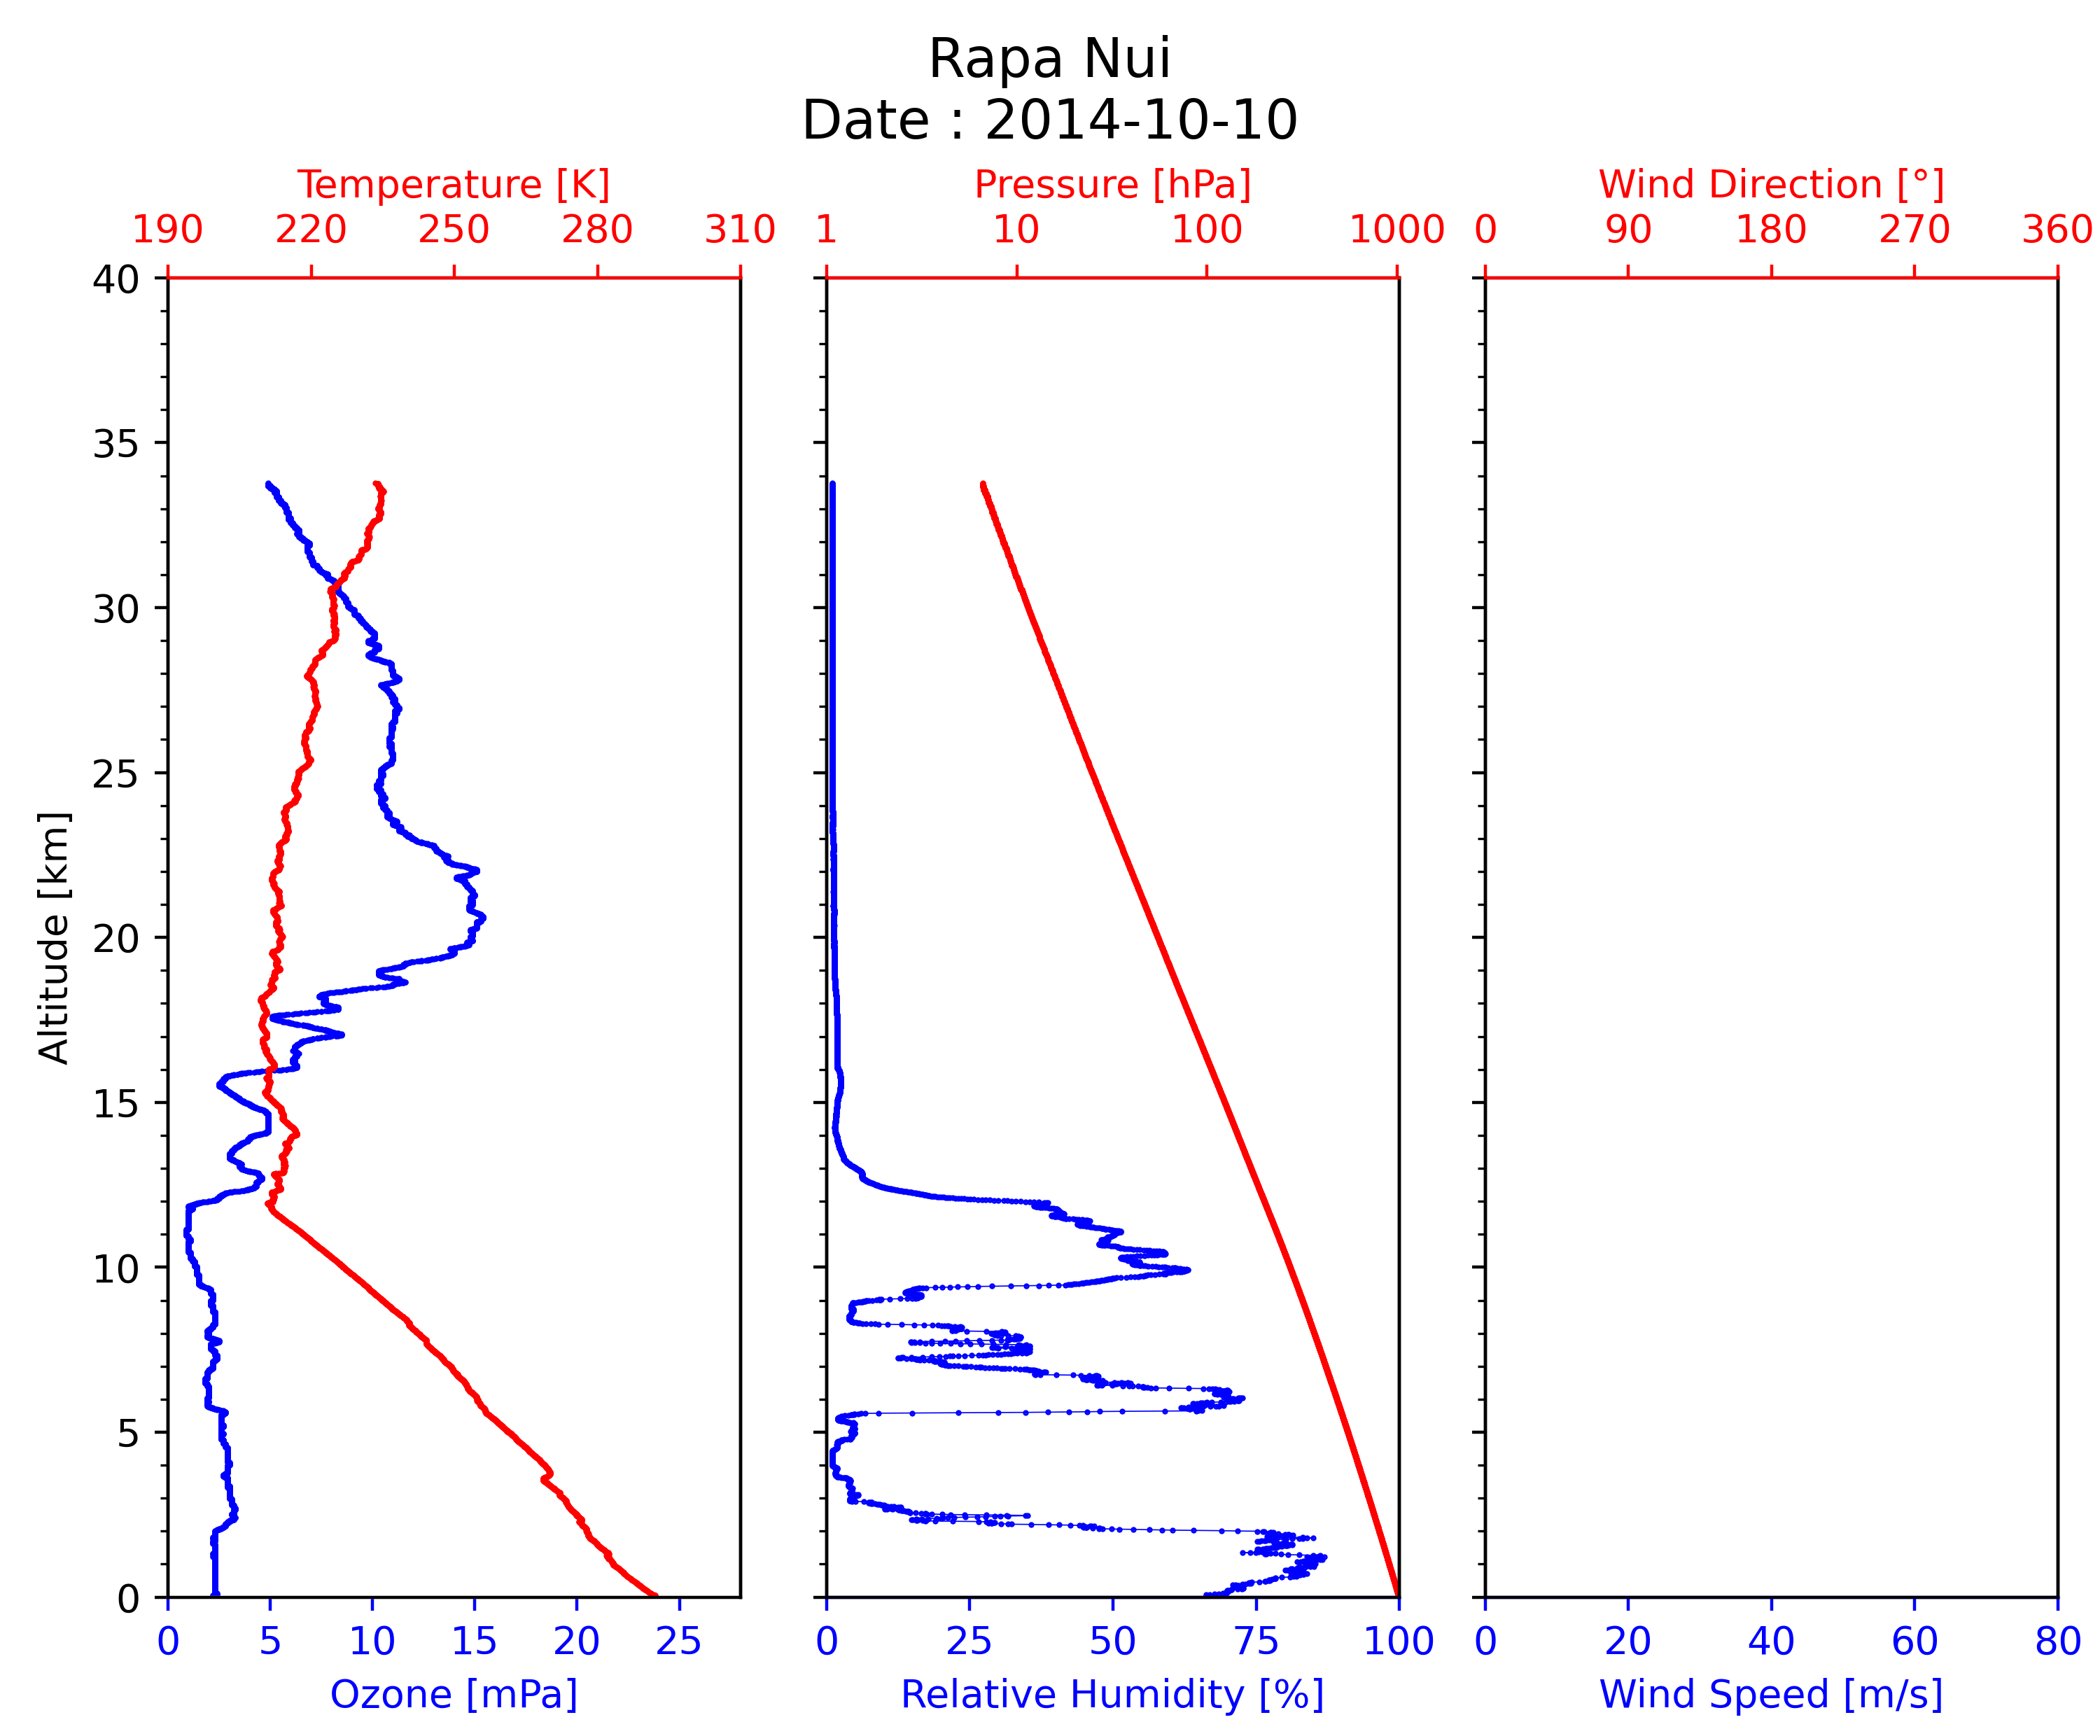 Rapa Nui
Date : 2014-10-10
Temperature [K]
Pressure [hPa]
Wind Direction [°]
190 220 250 280 310
1 10 100 1000
0 90 180 270 360
40
35
30
25
20
15
10
5
0
Altitude [km]
0 5 10 15 20 25
0 25 50 75 100
0 20 40 60 80
Ozone [mPa]
Relative Humidity [%]
Wind Speed [m/s]